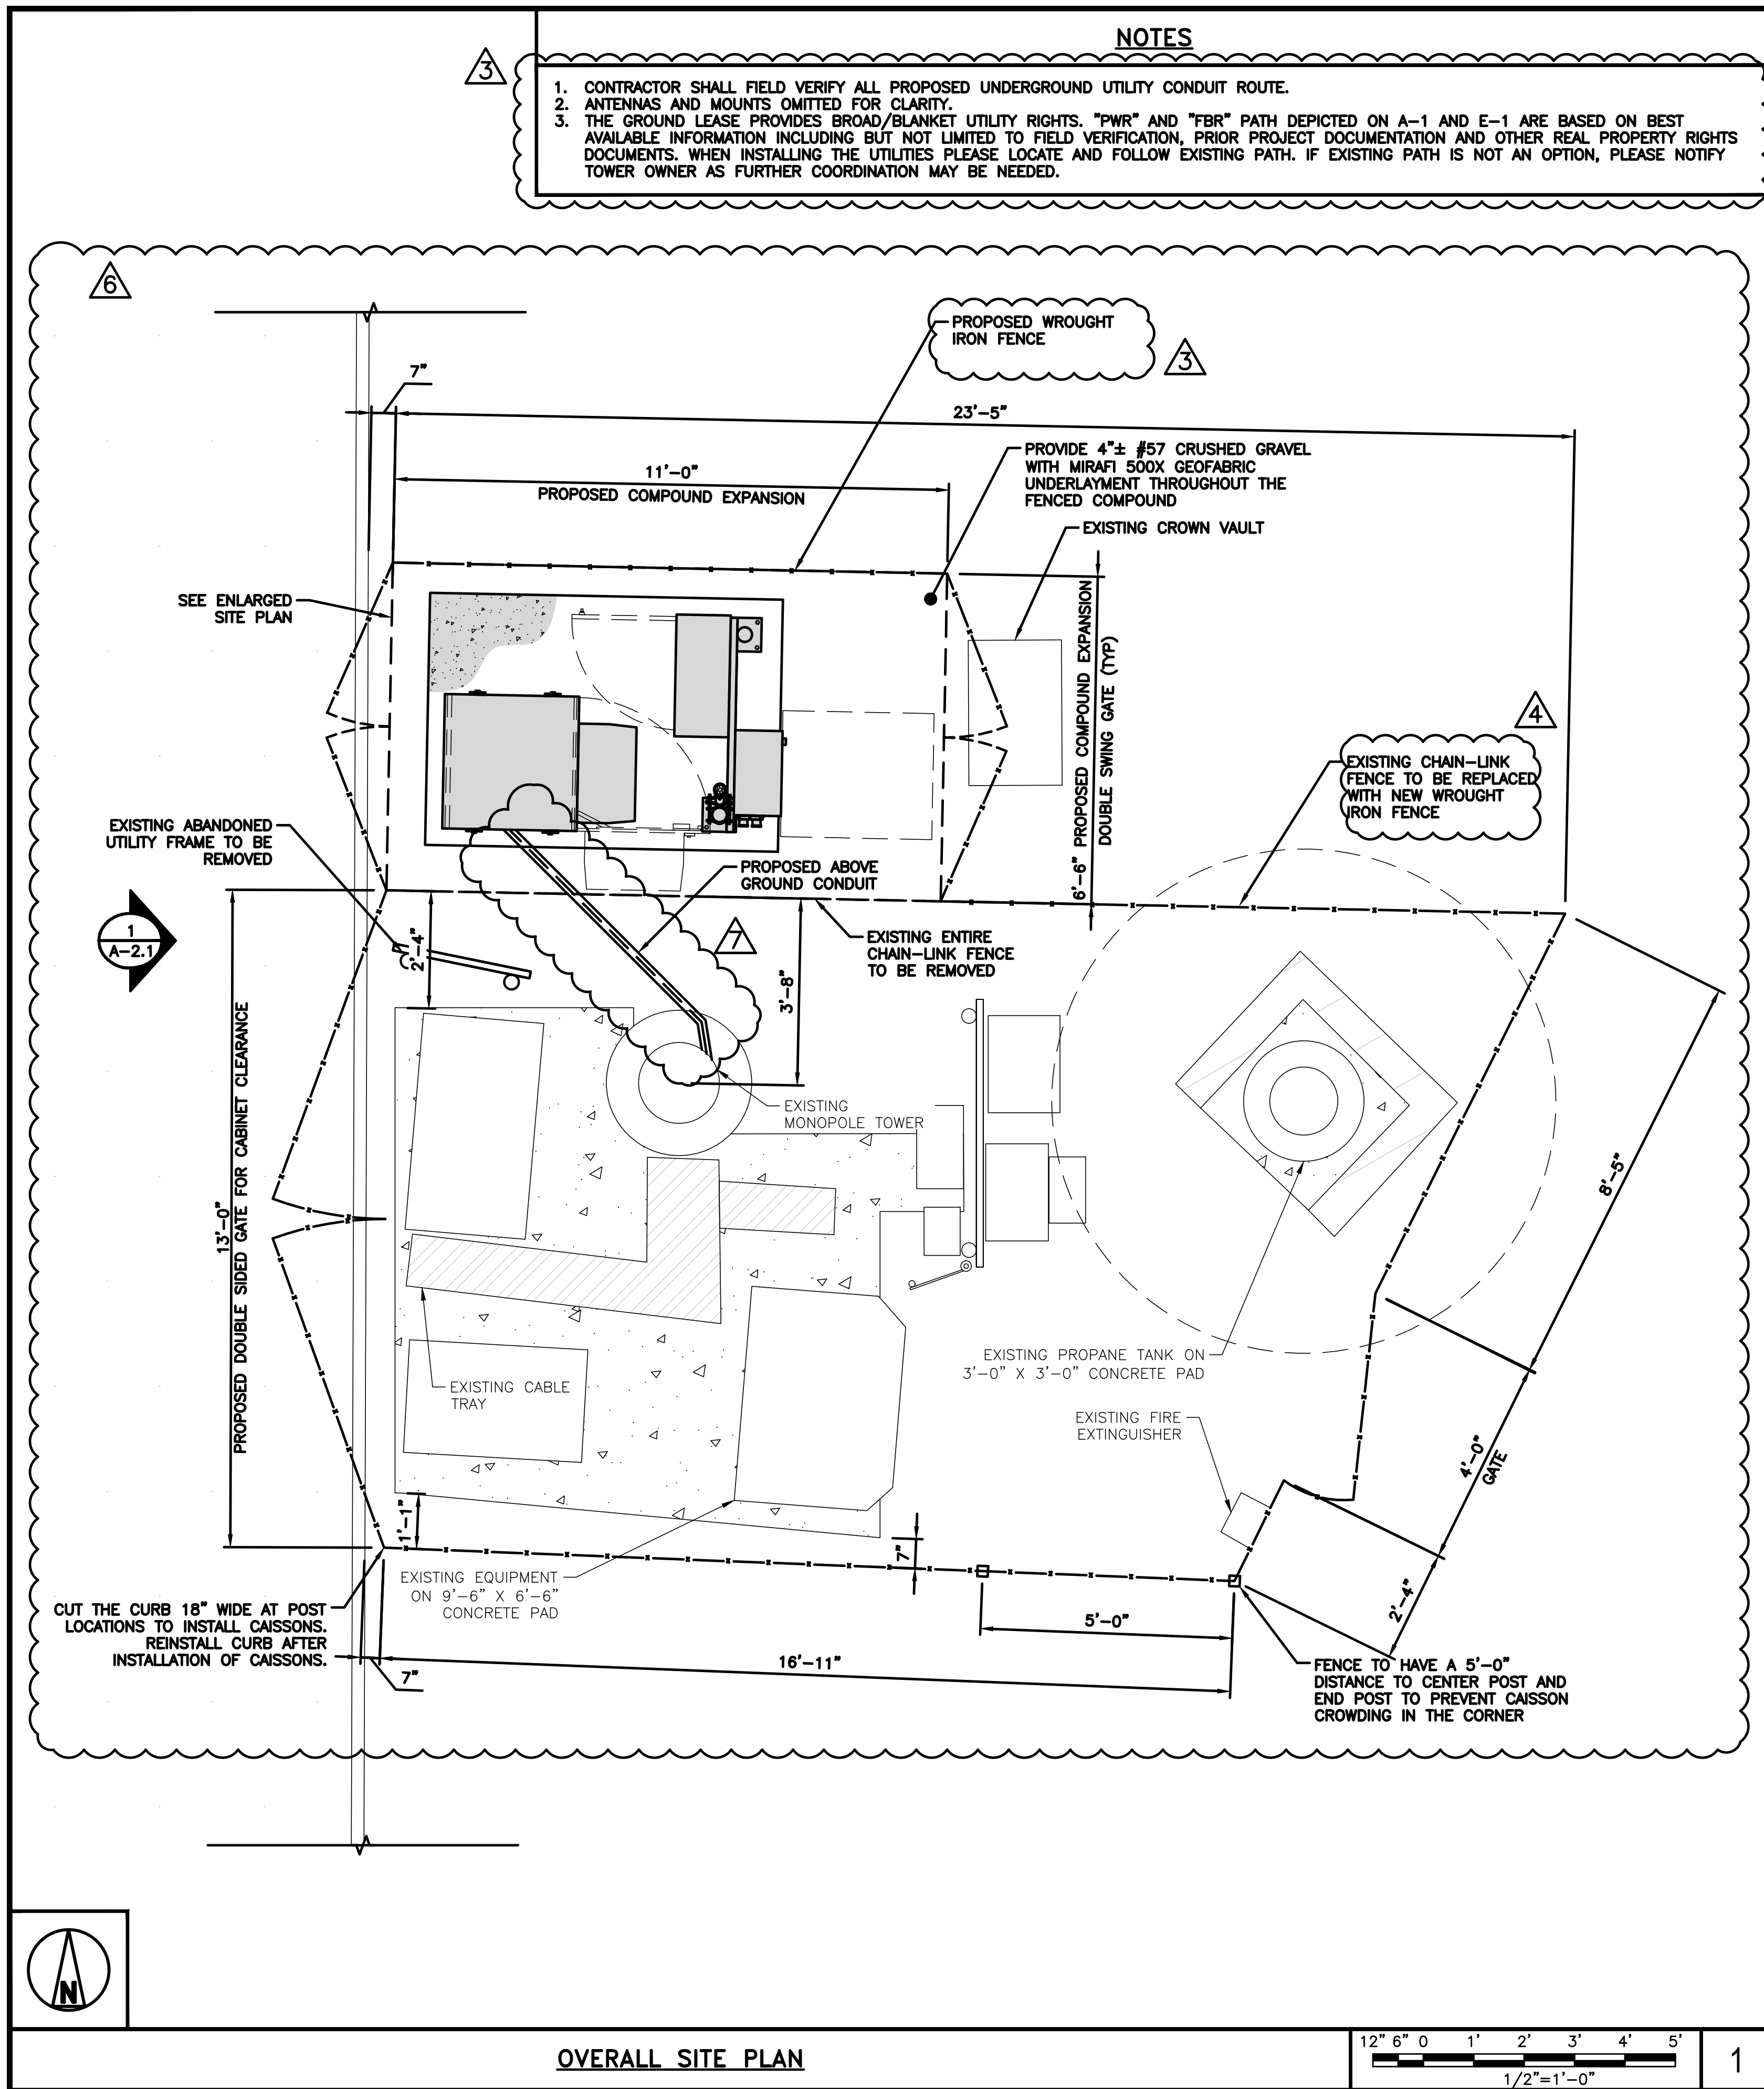 NOTES
3
1. CONTRACTOR SHALL FIELD VERIFY ALL PROPOSED UNDERGROUND UTILITY CONDUIT ROUTE.
2. ANTENNAS AND MOUNTS OMITTED FOR CLARITY.
3. THE GROUND LEASE PROVIDES BROAD/BLANKET UTILITY RIGHTS. "PWR" AND "FBR" PATH DEPICTED ON A-1 AND E-1 ARE BASED ON BEST
AVAILABLE INFORMATION INCLUDING BUT NOT LIMITED TO FIELD VERIFICATION, PRIOR PROJECT DOCUMENTATION AND OTHER REAL PROPERTY RIGHTS
DOCUMENTS. WHEN INSTALLING THE UTILITIES PLEASE LOCATE AND FOLLOW EXISTING PATH. IF EXISTING PATH IS NOT AN OPTION, PLEASE NOTIFY
TOWER OWNER AS FURTHER COORDINATION MAY BE NEEDED.
6
PROPOSED WROUGHT
IRON FENCE
3
7"
23'-5"
11'-0"
PROPOSED COMPOUND EXPANSION
PROVIDE 4"± #57 CRUSHED GRAVEL
WITH MIRAFI 500X GEOFABRIC
UNDERLAYMENT THROUGHOUT THE
FENCED COMPOUND
EXISTING CROWN VAULT
SEE ENLARGED
SITE PLAN
6'-6" PROPOSED COMPOUND EXPANSION
DOUBLE SWING GATE (TYP)
4
EXISTING CHAIN-LINK
FENCE TO BE REPLACED
WITH NEW WROUGHT
IRON FENCE
EXISTING ABANDONED
UTILITY FRAME TO BE
REMOVED
PROPOSED ABOVE
GROUND CONDUIT
1
A-2.1
2'-4"
7
EXISTING ENTIRE
CHAIN-LINK FENCE
TO BE REMOVED
3'-8"
13'-0"
PROPOSED DOUBLE SIDED GATE FOR CABINET CLEARANCE
EXISTING
MONOPOLE TOWER
8'-5"
EXISTING PROPANE TANK ON
3'-0" X 3'-0" CONCRETE PAD
EXISTING CABLE
TRAY
EXISTING FIRE
EXTINGUISHER
4'-0"
GATE
1'-1"
7"
EXISTING EQUIPMENT
ON 9'-6" X 6'-6"
CONCRETE PAD
2'-4"
CUT THE CURB 18" WIDE AT POST
LOCATIONS TO INSTALL CAISSONS.
REINSTALL CURB AFTER
INSTALLATION OF CAISSONS.
5'-0"
16'-11"
7"
FENCE TO HAVE A 5'-0"
DISTANCE TO CENTER POST AND
END POST TO PREVENT CAISSON
CROWDING IN THE CORNER
N
OVERALL SITE PLAN
12" 6" 0 1' 2' 3' 4' 5'
1/2"=1'-0"
1